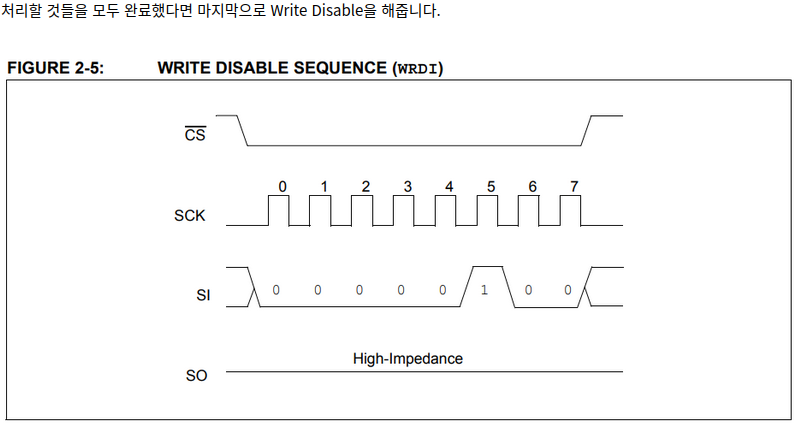 처리할 것들을 모두 완료했다면 마지막으로 Write Disable을 해줍니다.
FIGURE 2-5: WRITE DISABLE SEQUENCE (WRDI)
CS
0 1 2 3 4 5 6 7
SCK
SI 0 0 0 0 0 1 0 0
High-Impedance
SO